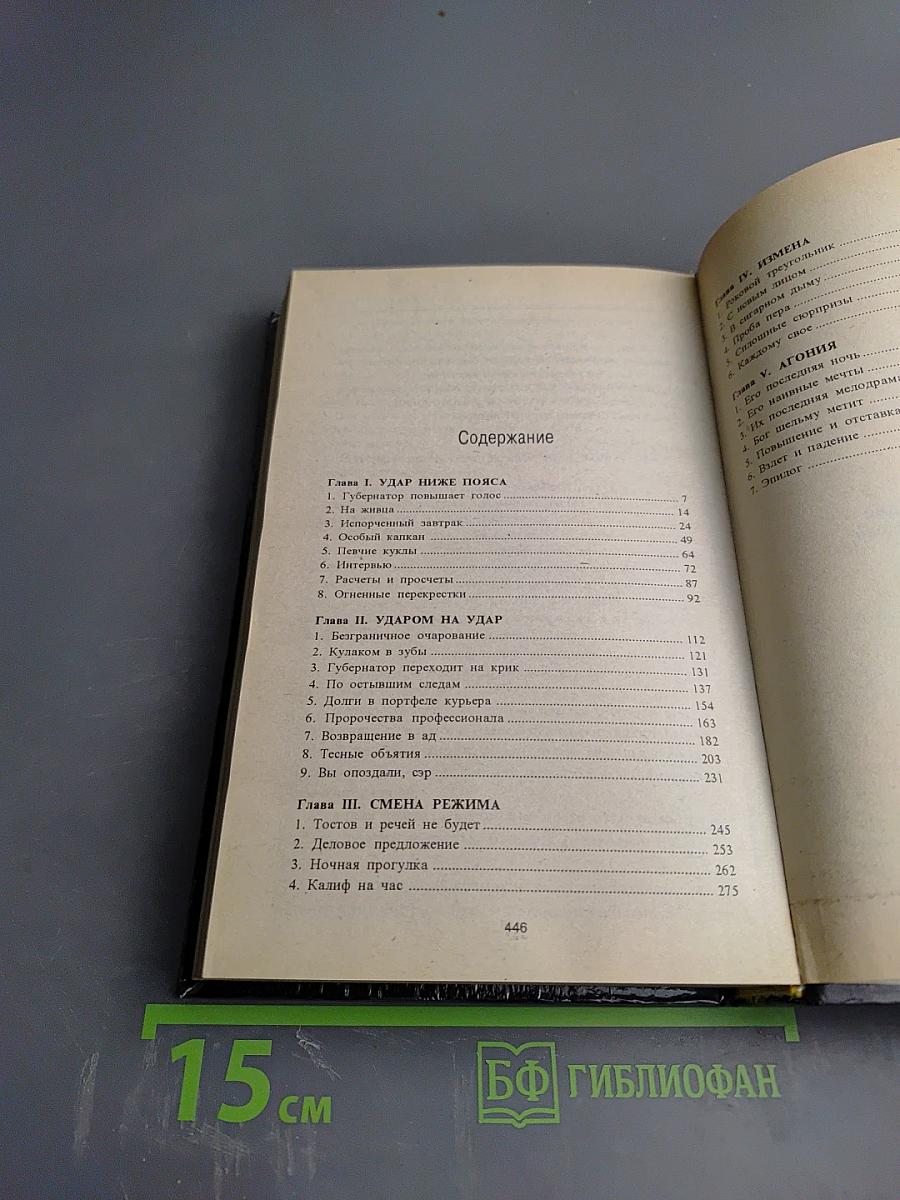 Содержание
Глава I. УДАР НИЖЕ ПОЯСА
1. Губернатор повышает голос 7
2. На живца 14
3. Испорченный завтрак 24
4. Особый капкан 49
5. Певчие куклы 64
6. Интервью 72
7. Расчеты и просчеты 87
8. Огненные перекрестки 92
Глава II. УДАРОМ НА УДАР
1. Безграничное очарование 112
2. Кулаком в зубы 121
3. Губернатор переходит на крик 131
4. По остывшим следам 137
5. Долги в портфеле курьера 154
6. Пророчества профессионала 163
7. Возвращение в ад 182
8. Тесные объятия 203
9. Вы опоздали, сэр 231
Глава III. СМЕНА РЕЖИМА
1. Тостов и речей не будет 245
2. Деловое предложение 253
3. Ночная прогулка 262
4. Калиф на час 275
446
Глава IV. ИЗМЕНА
1. Роковой треугольник
2. С новым лицом
3. В сигарном дыму
4. Проба пера
5. Сплошные сюрпризы
6. Каждому свое
Глава V. АГОНИЯ
1. Его последняя ночь
2. Его наивные мечты
3. Их последняя мелодрама
4. Бог шельму метит
5. Повышение и отставка
6. Взлет и падение
7. Эпилог
15 см
БФ ГИБЛИОФАН